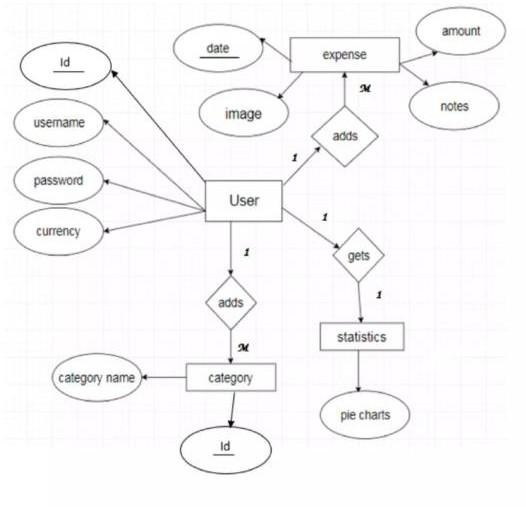 amount
date
expense
Id
M
image
notes
username
adds
1
password
User
1
currency
gets
1
1
adds
statistics
M
category name
category
pie charts
Id